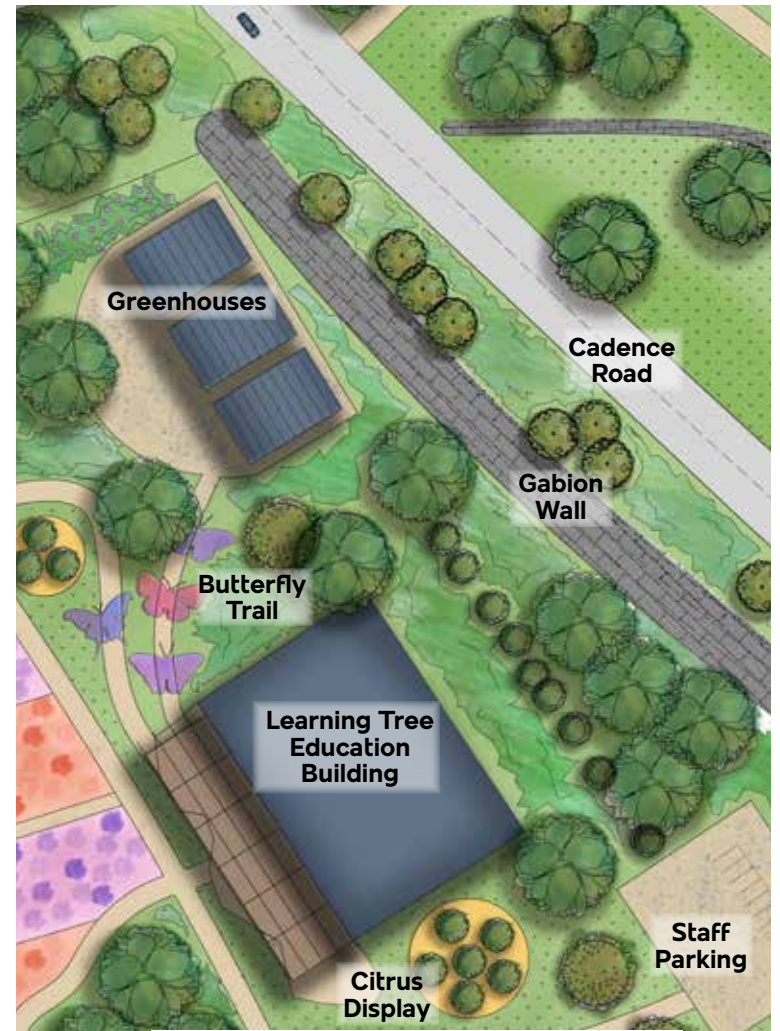 Greenhouses
Cadence
Road
Gabion
Wall
Butterfly
Trail
Learning Tree
Education
Building
Staff
Parking
Citrus
Display